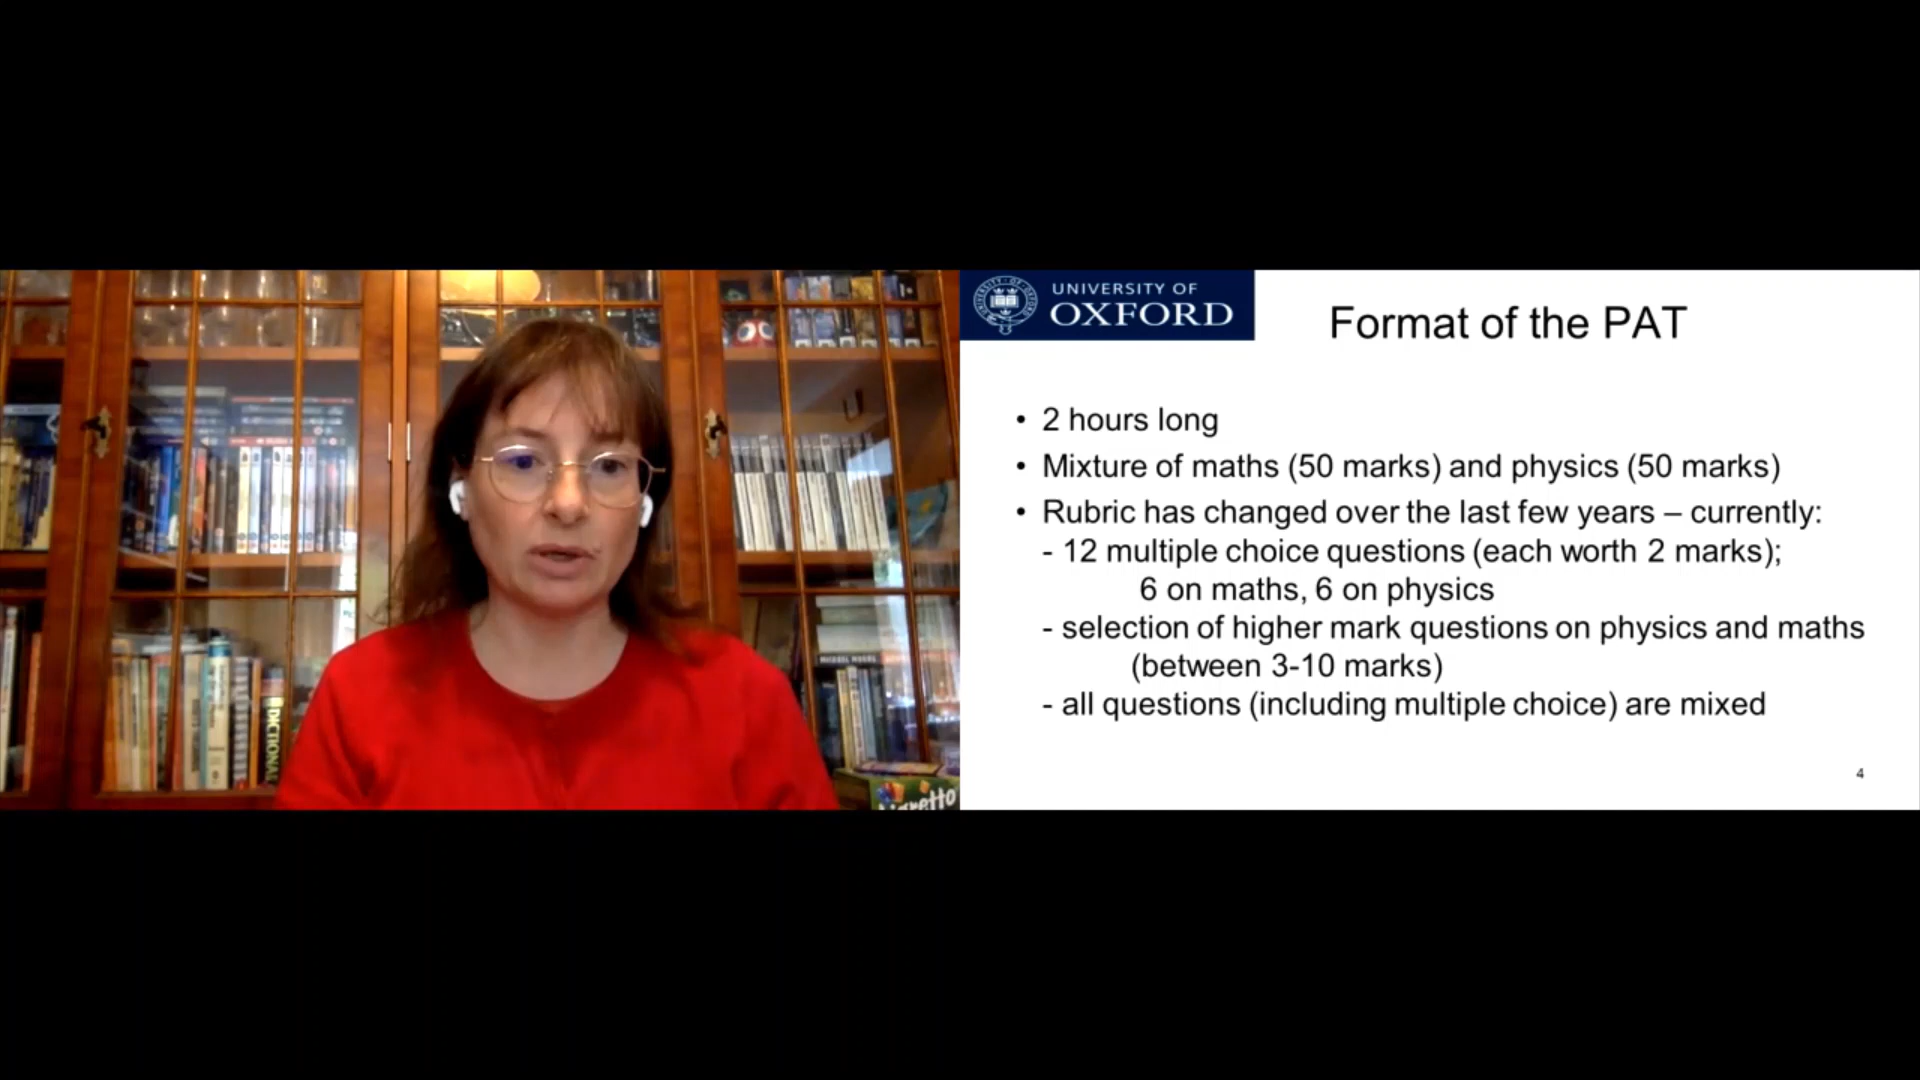 UNIVERSITY OF
OXFORD
Format of the PAT
• 2 hours long
• Mixture of maths (50 marks) and physics (50 marks)
• Rubric has changed over the last few years – currently:
- 12 multiple choice questions (each worth 2 marks);
6 on maths, 6 on physics
- selection of higher mark questions on physics and maths
(between 3-10 marks)
- all questions (including multiple choice) are mixed
4
DICTIONAR